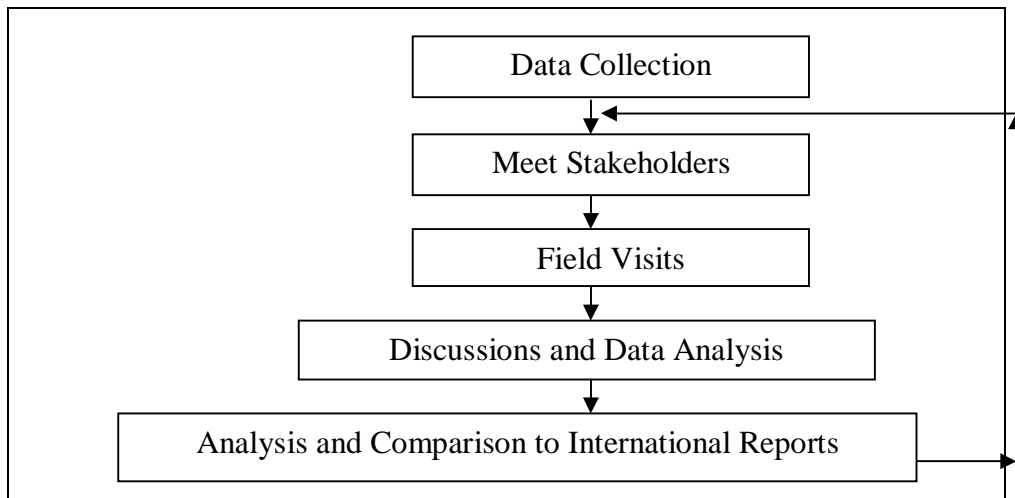 Data Collection
Meet Stakeholders
Field Visits
Discussions and Data Analysis
Analysis and Comparison to International Reports